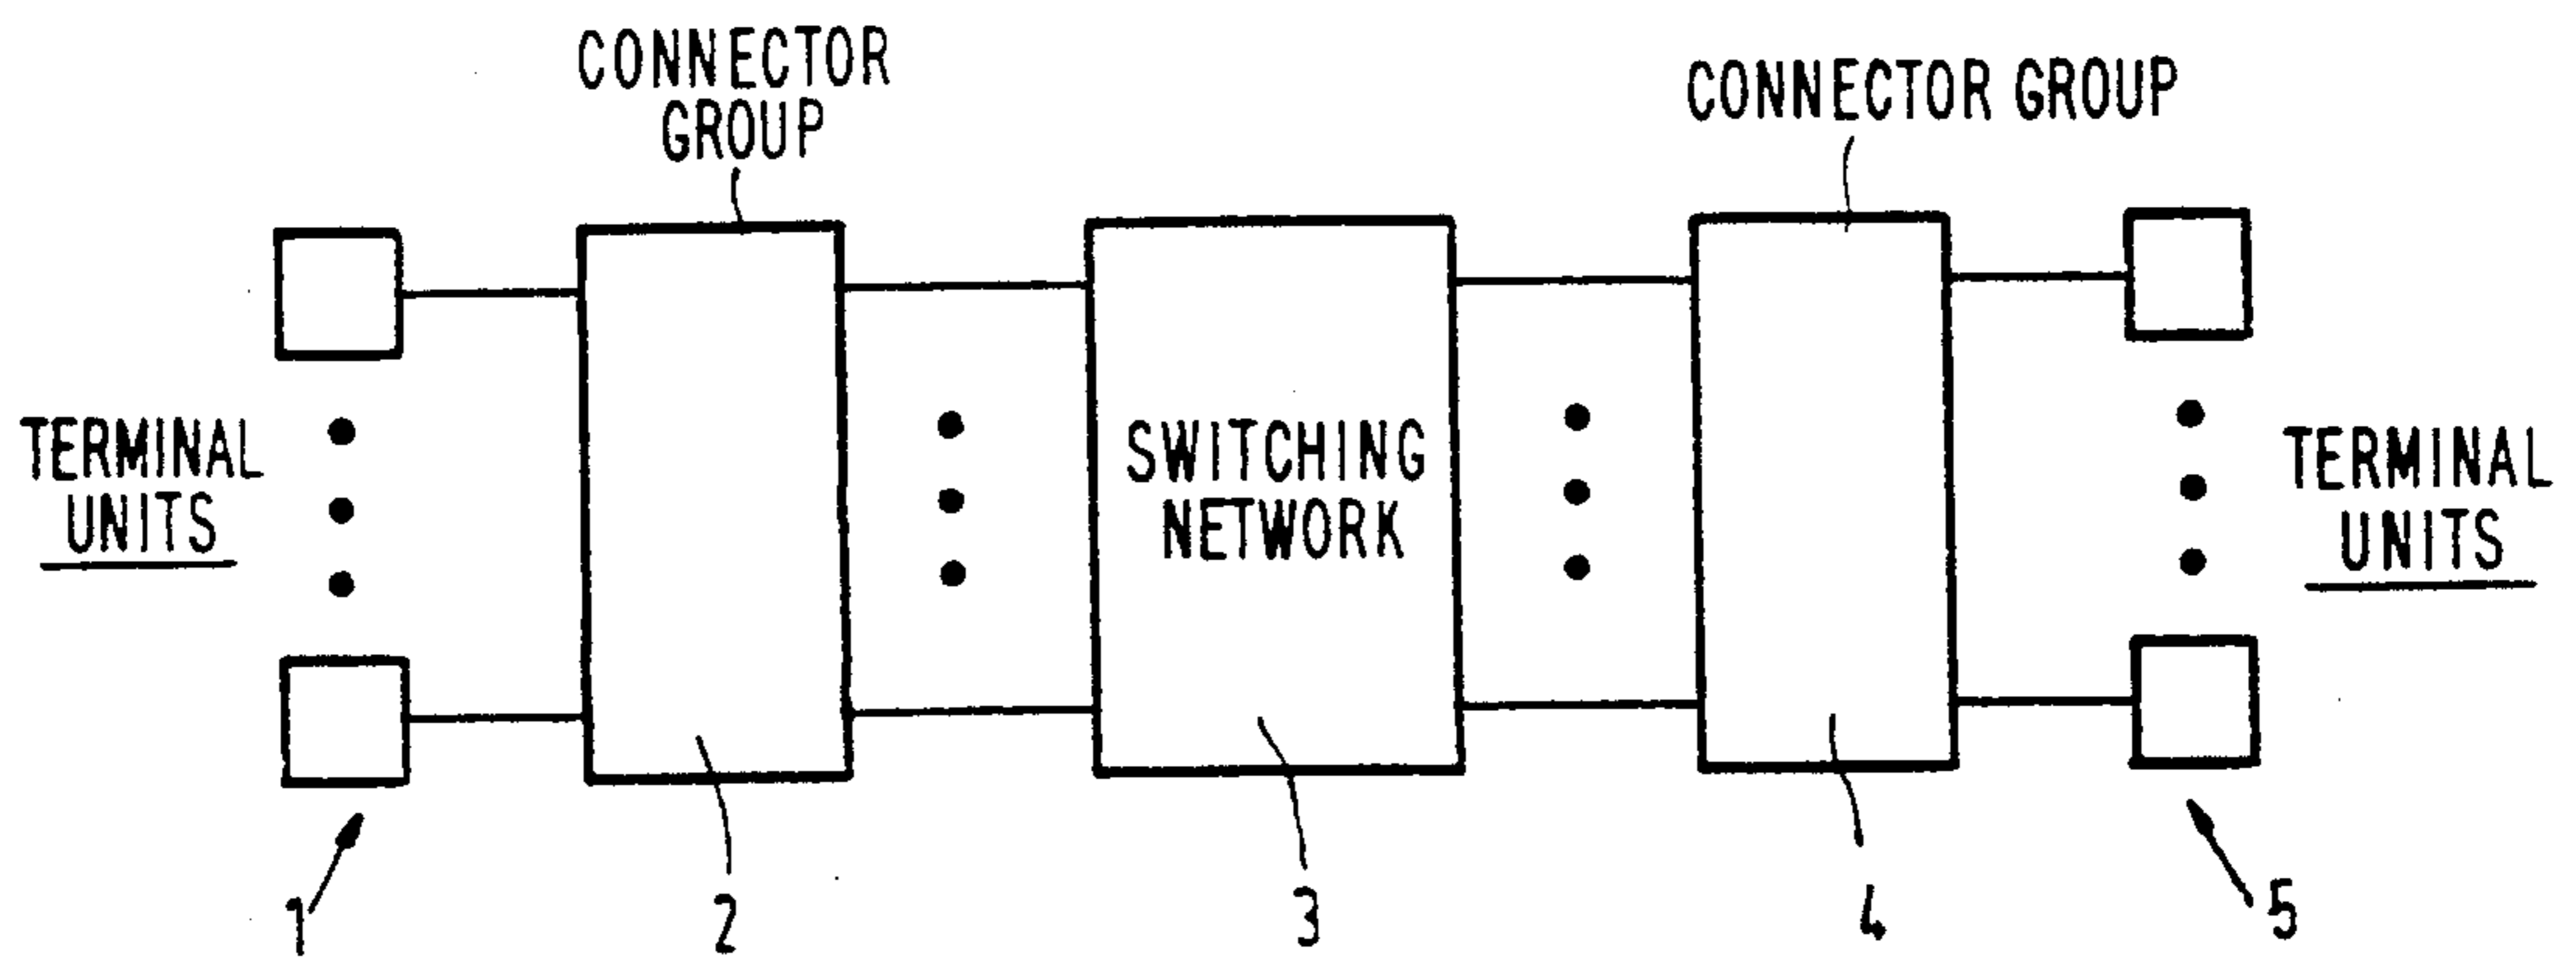 CONNECTOR
GROUP
CONNECTOR GROUP
TERMINAL
UNITS
SWITCHING
NETWORK
TERMINAL
UNITS
1
2
3
4
5